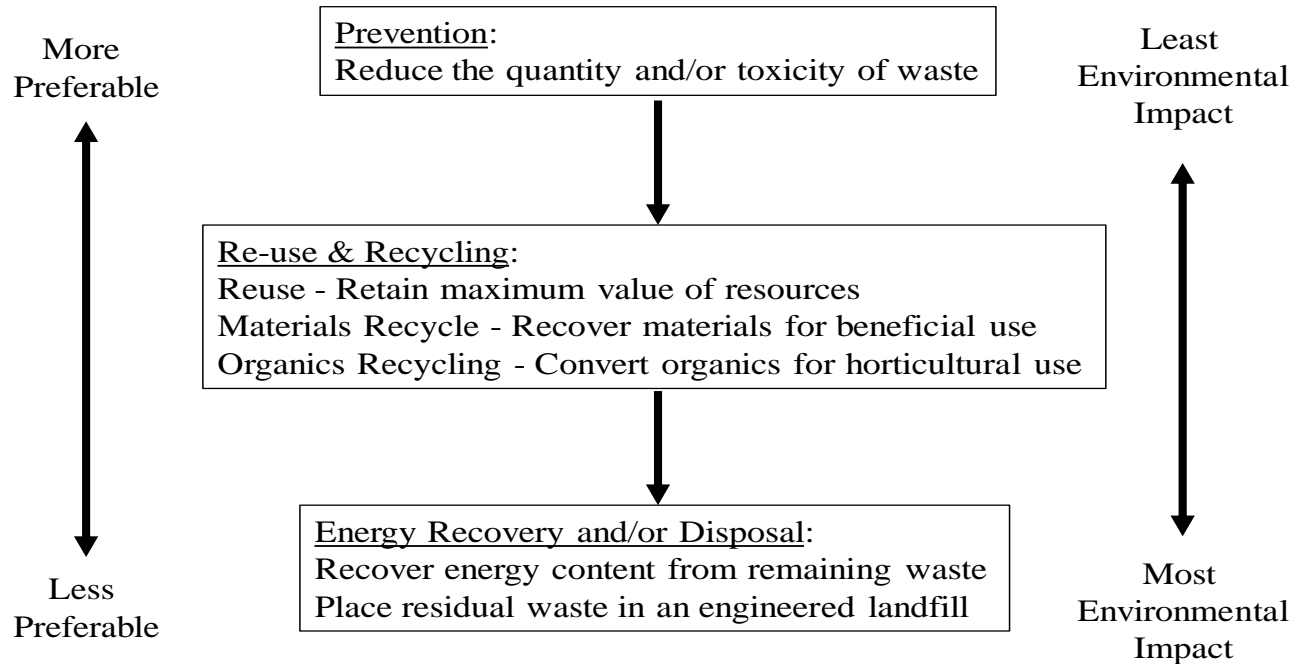 More
Preferable
Prevention:
Reduce the quantity and/or toxicity of waste
Least
Environmental
Impact
Re-use & Recycling:
Reuse - Retain maximum value of resources
Materials Recycle - Recover materials for beneficial use
Organics Recycling - Convert organics for horticultural use
Less
Preferable
Energy Recovery and/or Disposal:
Recover energy content from remaining waste
Place residual waste in an engineered landfill
Most
Environmental
Impact